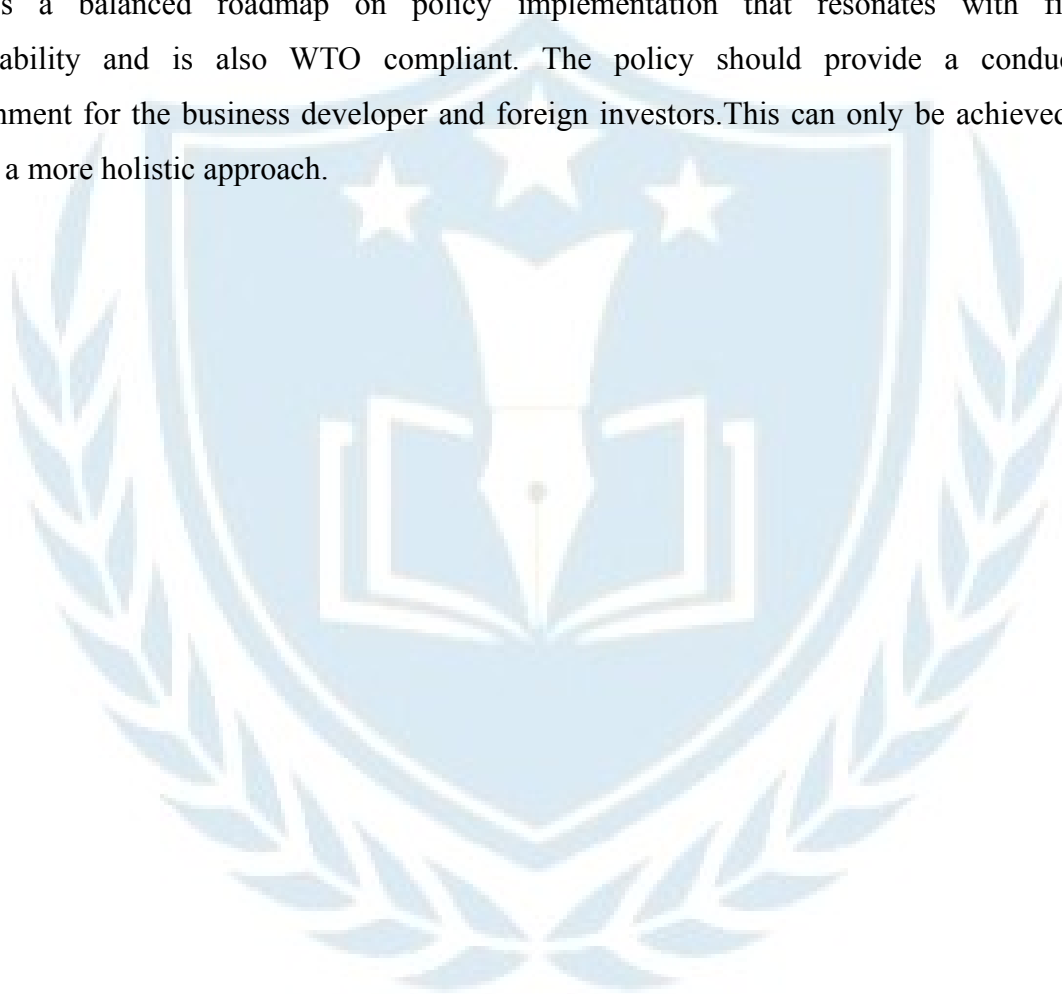 s a balanced roadmap on policy implementation that resonates with fi
ability and is also WTO compliant. The policy should provide a conduc
nment for the business developer and foreign investors.This can only be achieved
a more holistic approach.